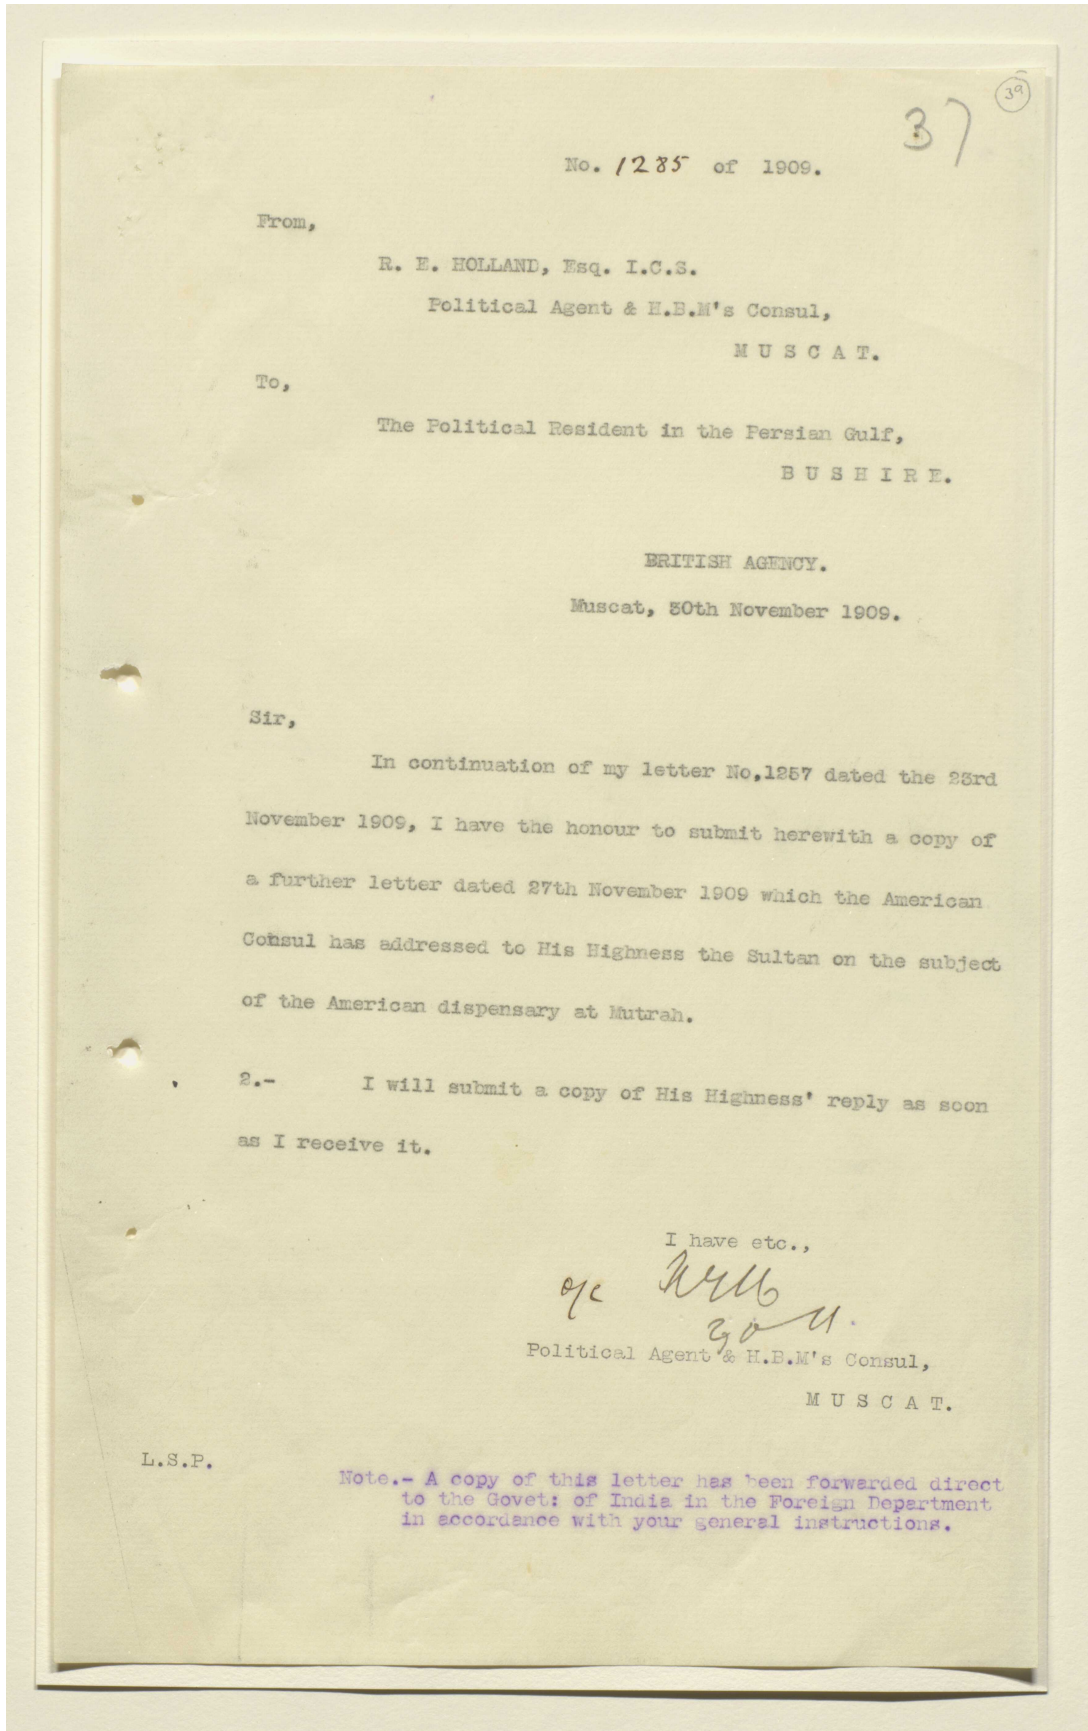 39
37
No. 1285 of 1909.
From,
R. E. HOLLAND, Esq. I.C.S.
Political Agent & H.B.M's Consul,
M U S C A T.
To,
The Political Resident in the Persian Gulf,
B U S H I R E.
BRITISH AGENCY.
Muscat, 30th November 1909.
Sir,
In continuation of my letter No.1257 dated the 23rd
November 1909, I have the honour to submit herewith a copy of
a further letter dated 27th November 1909 which the American
Consul has addressed to His Highness the Sultan on the subject
of the American dispensary at Mutrah.
2.- I will submit a copy of His Highness' reply as soon
as I receive it.
I have etc.,
Political Agent & H.B.M's Consul,
M U S C A T.
L.S.P.
Note.- A copy of this letter has been forwarded direct
to the Govet: of India in the Foreign Department
in accordance with your general instructions.